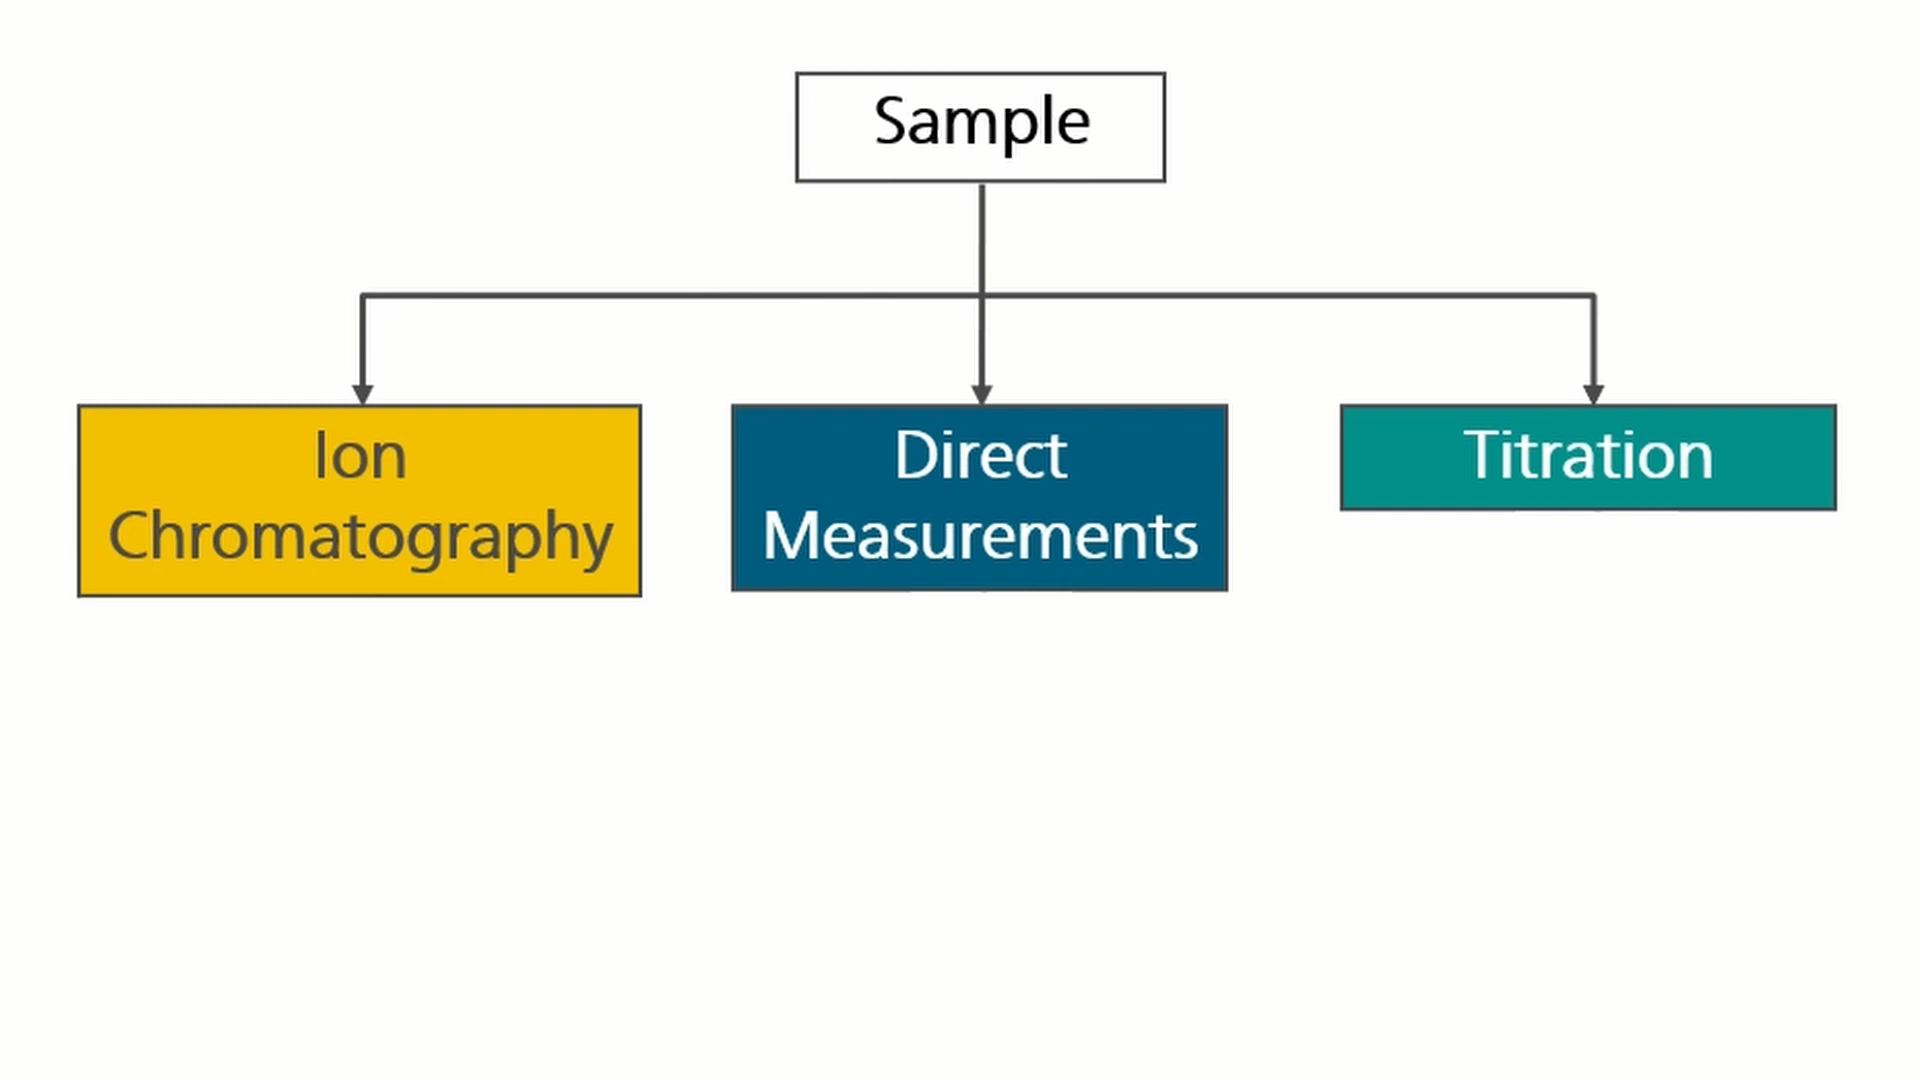 Sample
Ion
Chromatography
Direct
Measurements
Titration